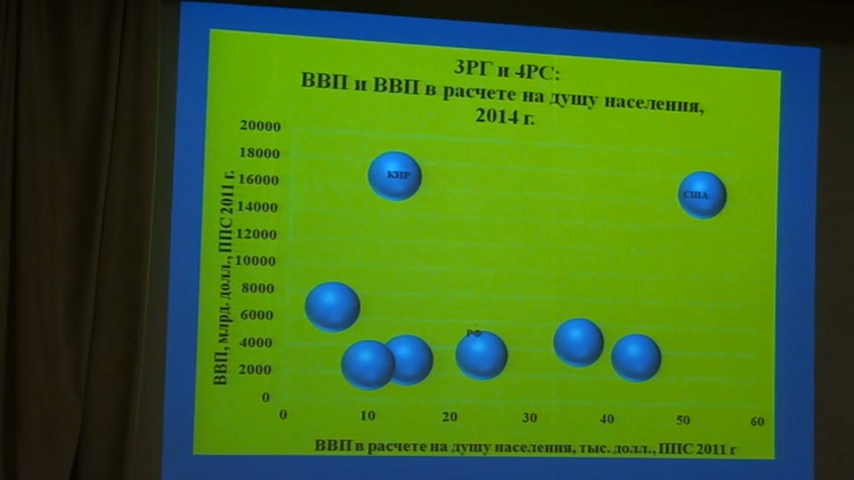 3РГ и 4РС:
ВВП и ВВП в расчете на душу населения,
2014 г.
20000
18000
16000
14000
12000
10000
8000
6000
4000
2000
0
ВВП, млрд. долл., ППС 2011 г.
КНР
США
РФ
0 10 20 30 40 50 60
ВВП в расчете на душу населения, тыс. долл., ППС 2011 г